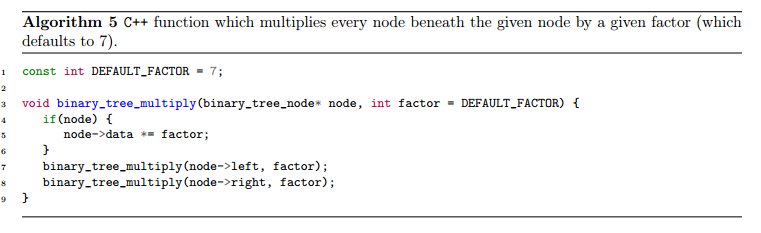 Algorithm 5 C++ function which multiplies every node beneath the given node by a given factor (which
defaults to 7).
1 const int DEFAULT_FACTOR = 7;
2
3 void binary_tree_multiply(binary_tree_node* node, int factor = DEFAULT_FACTOR) {
4    if(node) {
5       node->data *= factor;
6    }
7    binary_tree_multiply(node->left, factor);
8    binary_tree_multiply(node->right, factor);
9 }